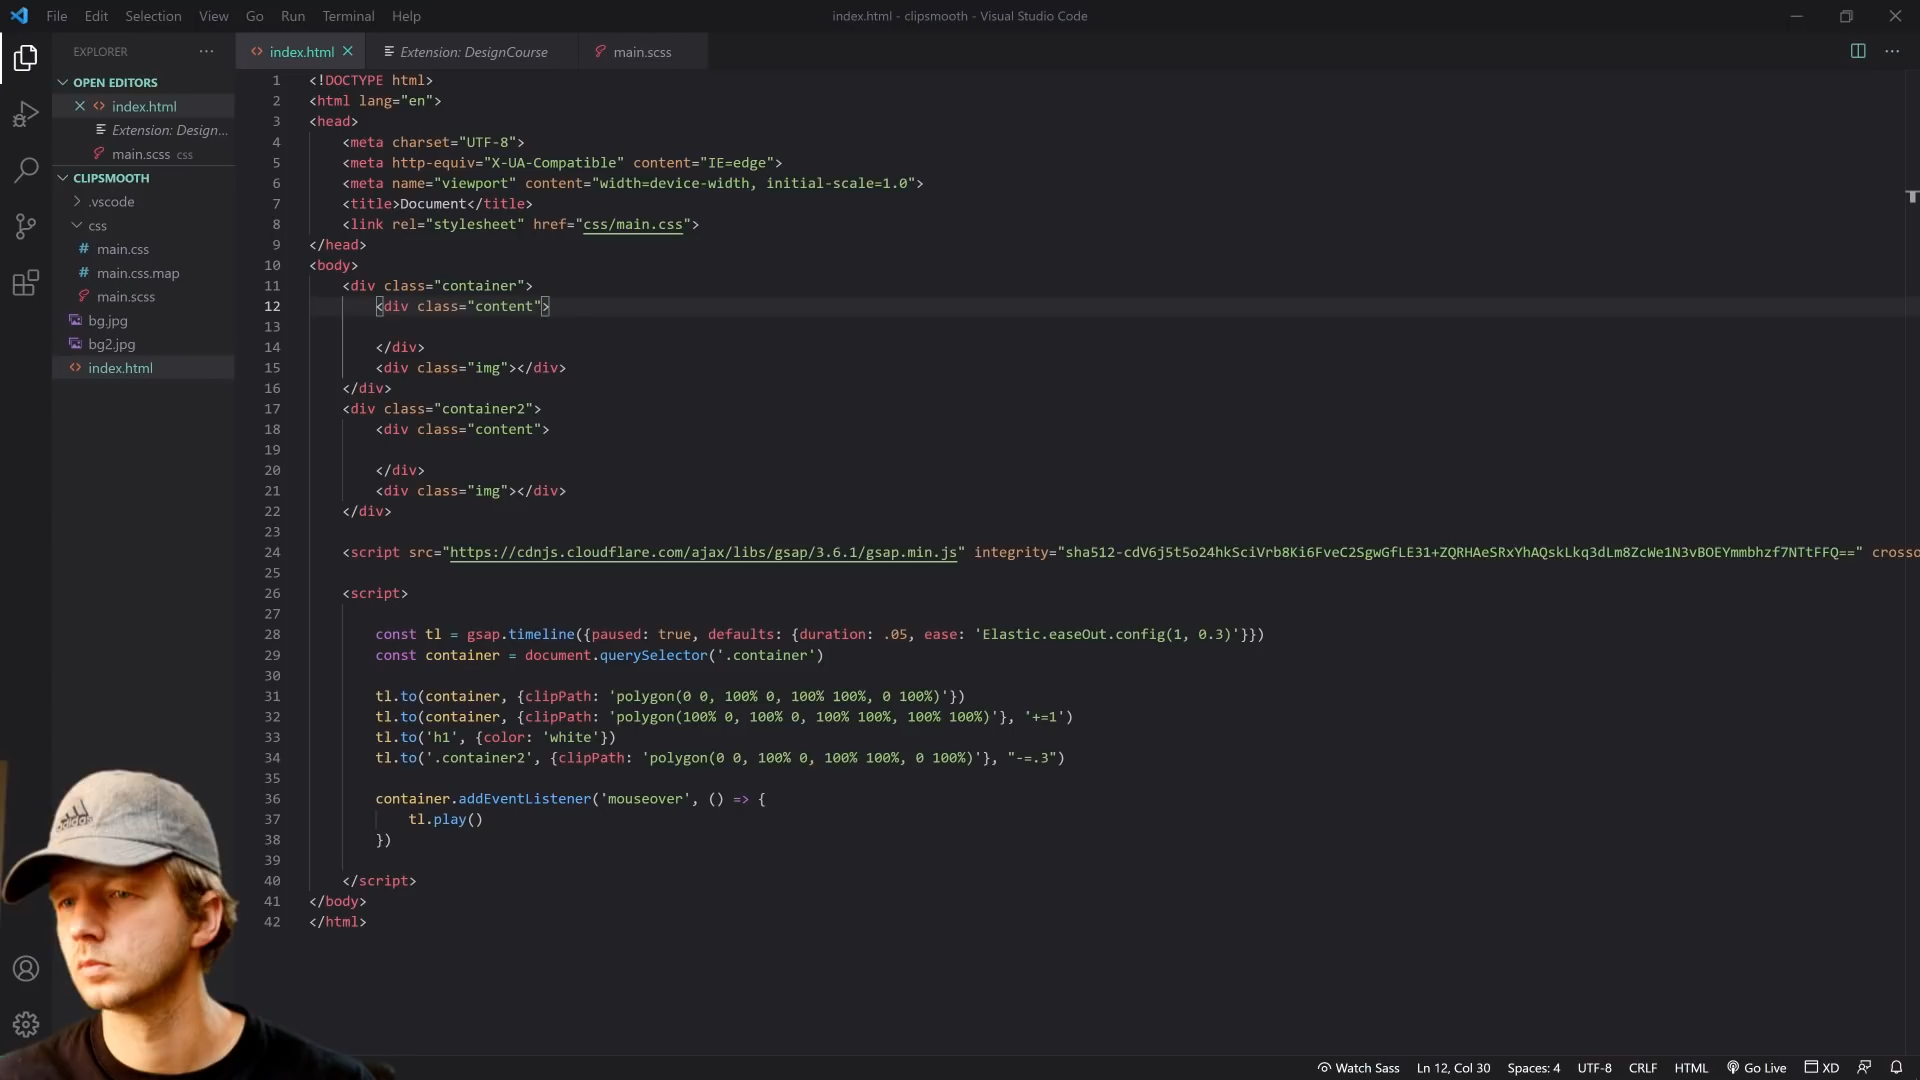 File Edit Selection View Go Run Terminal Help
index.html - clipsmooth - Visual Studio Code
EXPLORER
index.html
Extension: DesignCourse
main.scss
OPEN EDITORS
index.html
Extension: Design...
main.scss css
CLIPSMOOTH
.vscode
css
main.css
main.css.map
main.scss
bg.jpg
bg2.jpg
index.html
1 <!DOCTYPE html>
2 <html lang="en">
3 <head>
4 <meta charset="UTF-8">
5 <meta http-equiv="X-UA-Compatible" content="IE=edge">
6 <meta name="viewport" content="width=device-width, initial-scale=1.0">
7 <title>Document</title>
8 <link rel="stylesheet" href="css/main.css">
9 </head>
10 <body>
11 <div class="container">
12 <div class="content">
13
14 </div>
15 <div class="img"></div>
16 </div>
17 <div class="container2">
18 <div class="content">
19
20 </div>
21 <div class="img"></div>
22 </div>
23
24 <script src="https://cdnjs.cloudflare.com/ajax/libs/gsap/3.6.1/gsap.min.js" integrity="sha512-cdV6j5t5o24hkSciVrb8Ki6FveC2SgwGfLE31+ZQRHAeSRxYhAQskLkq3dLm8ZcWe1N3vBOEYmmbhzf7NTtFFQ==" crosso
25
26 <script>
27
28 const tl = gsap.timeline({paused: true, defaults: {duration: .05, ease: 'Elastic.easeOut.config(1, 0.3)'}})
29 const container = document.querySelector('.container')
30
31 tl.to(container, {clipPath: 'polygon(0 0, 100% 0, 100% 100%, 0 100%)'})
32 tl.to(container, {clipPath: 'polygon(100% 0, 100% 0, 100% 100%, 100% 100%)'}, '+=1')
33 tl.to('h1', {color: 'white'})
34 tl.to('.container2', {clipPath: 'polygon(0 0, 100% 0, 100% 100%, 0 100%)'}, "-=.3")
35
36 container.addEventListener('mouseover', () => {
37 tl.play()
38 })
39
40 </script>
41 </body>
42 </html>
adidas
Watch Sass Ln 12, Col 30 Spaces: 4 UTF-8 CRLF HTML Go Live XD